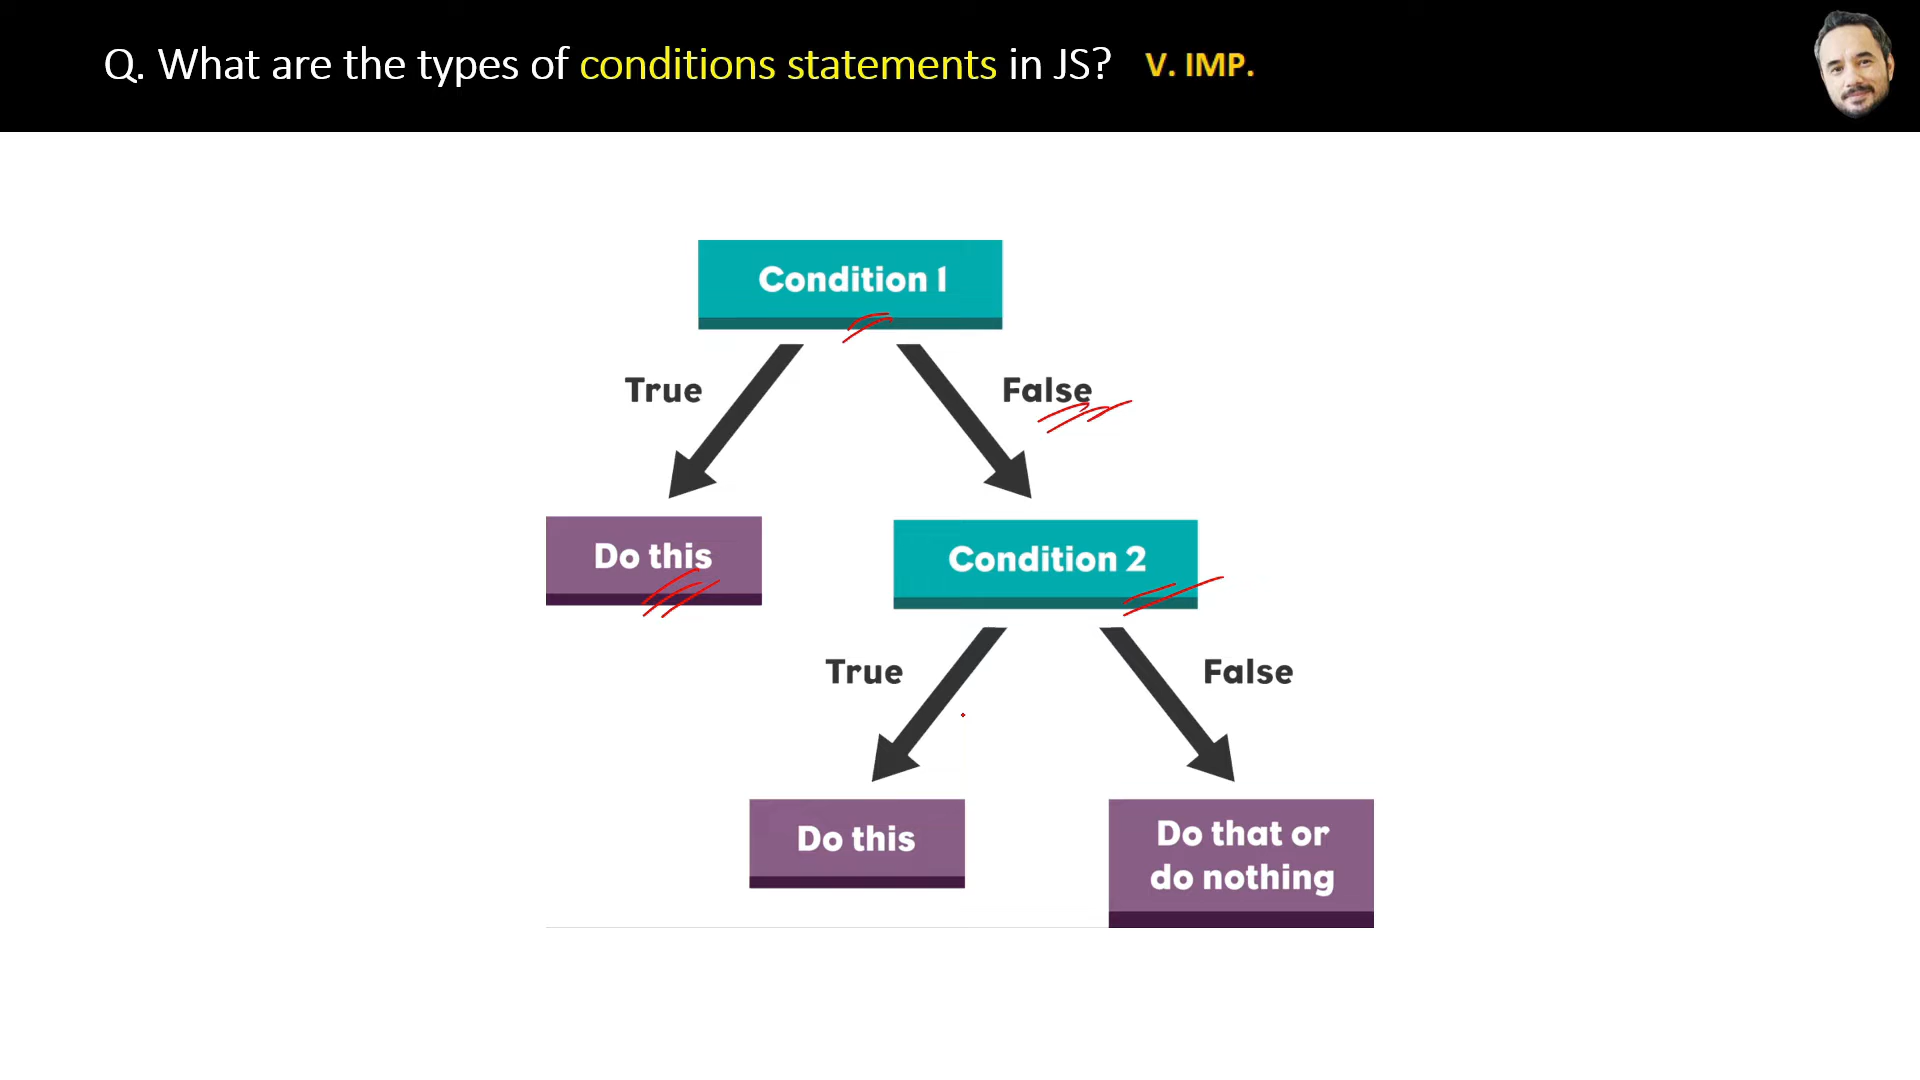 Q. What are the types of conditions statements in JS? V. IMP.
Condition 1
True
False
Do this
Condition 2
True
False
Do this
Do that or
do nothing